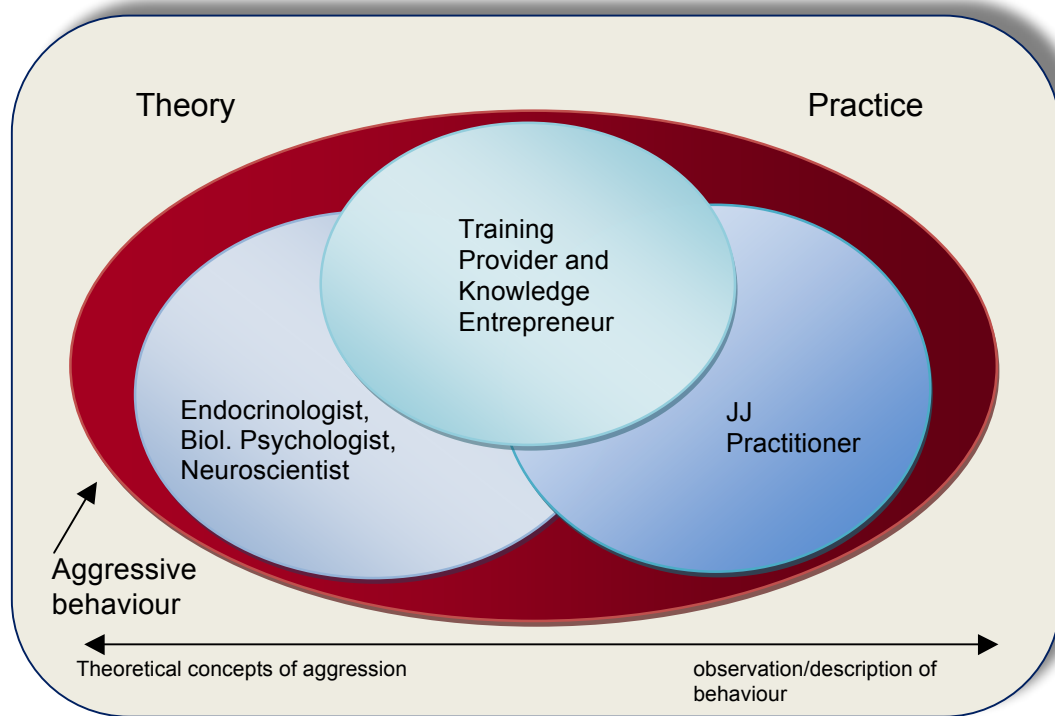 Theory
Practice
Training
Provider and
Knowledge
Entrepreneur
Endocrinologist,
Biol. Psychologist,
Neuroscientist
JJ
Practitioner
Aggressive
behaviour
Theoretical concepts of aggression
observation/description of
behaviour